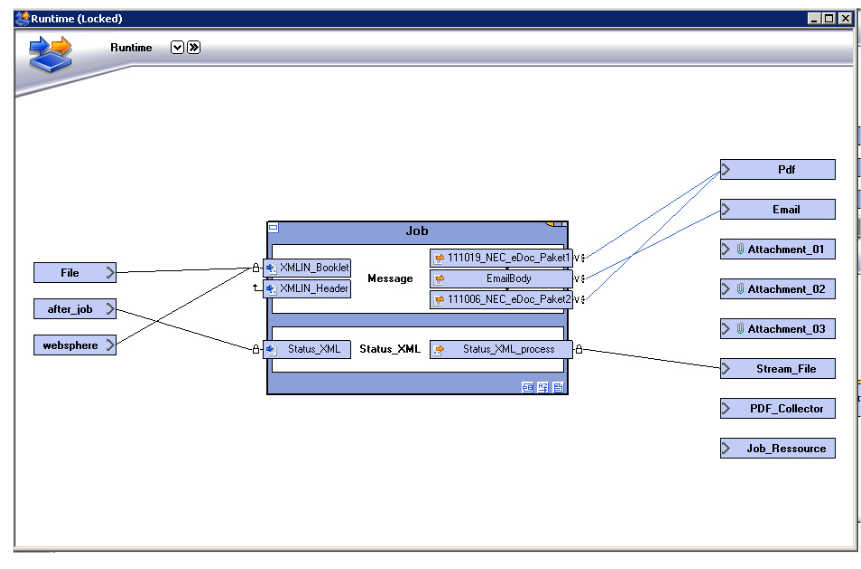 Runtime (Locked)
Runtime
File
after_job
websphere
Job
XMLIN_Booklet
XMLIN_Header
Message
111019_NEC_eDoc_Paket1
EmailBody
111006_NEC_eDoc_Paket2
Status_XML
Status_XML
Status_XML_process
Pdf
Email
Attachment_01
Attachment_02
Attachment_03
Stream_File
PDF_Collector
Job_Ressource